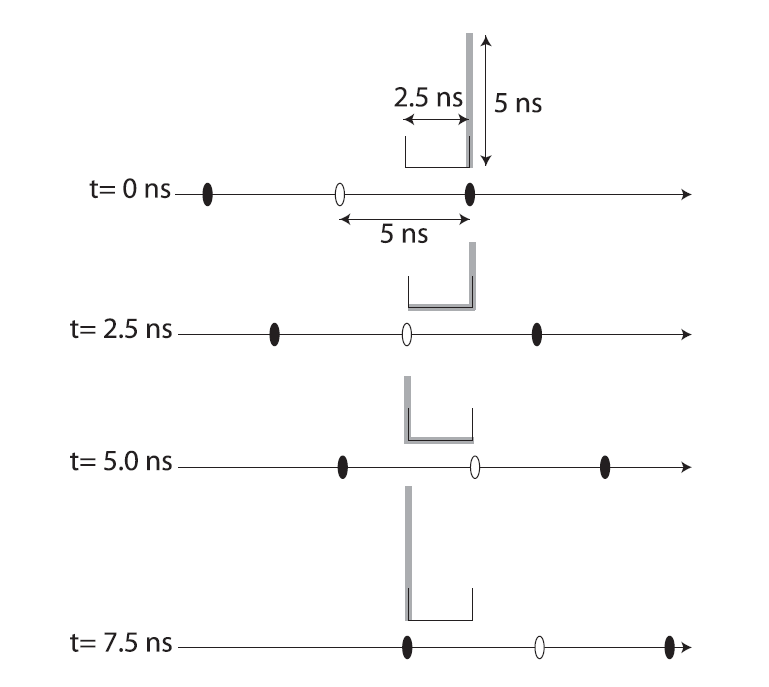 2.5 ns
5 ns
t= 0 ns
5 ns
t= 2.5 ns
t= 5.0 ns
t= 7.5 ns